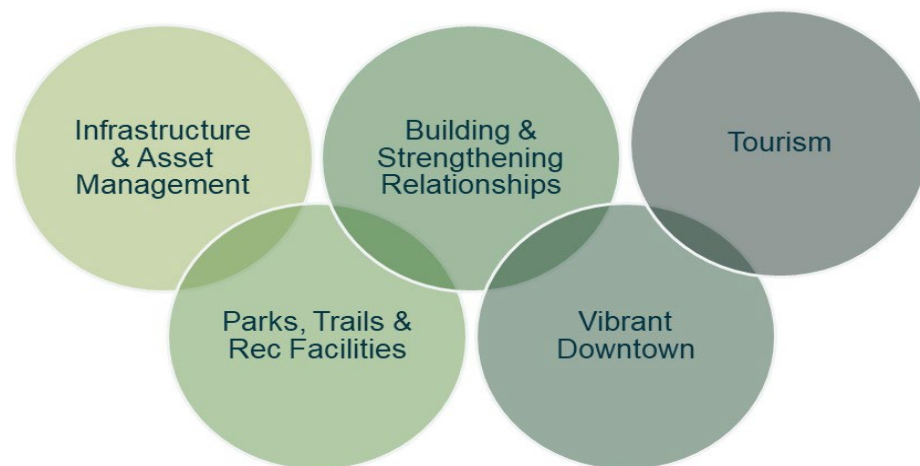 Infrastructure
& Asset
Management
Building &
Strengthening
Relationships
Tourism
Parks, Trails &
Rec Facilities
Vibrant
Downtown